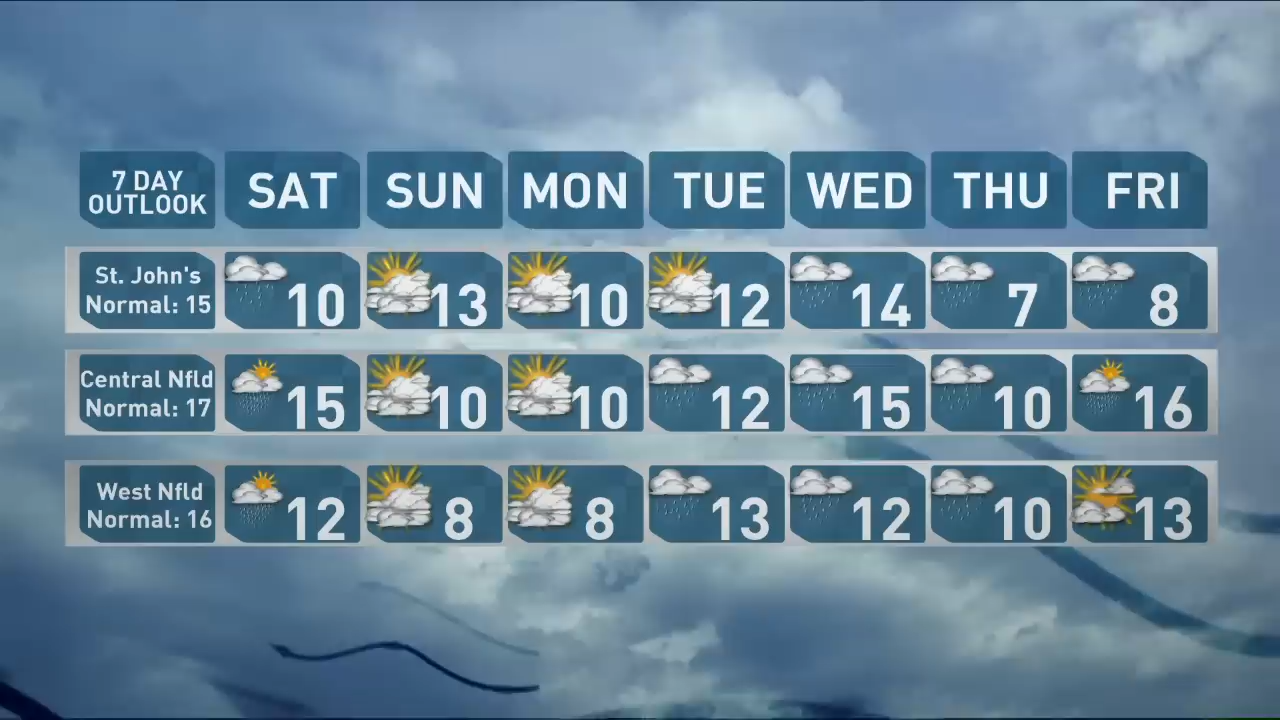 7 DAY
OUTLOOK
SAT SUN MON TUE WED THU FRI
St. John's
Normal: 15
10 13 10 12 14 7 8
Central Nfld
Normal: 17
15 10 10 12 15 10 16
West Nfld
Normal: 16
12 8 8 13 12 10 13